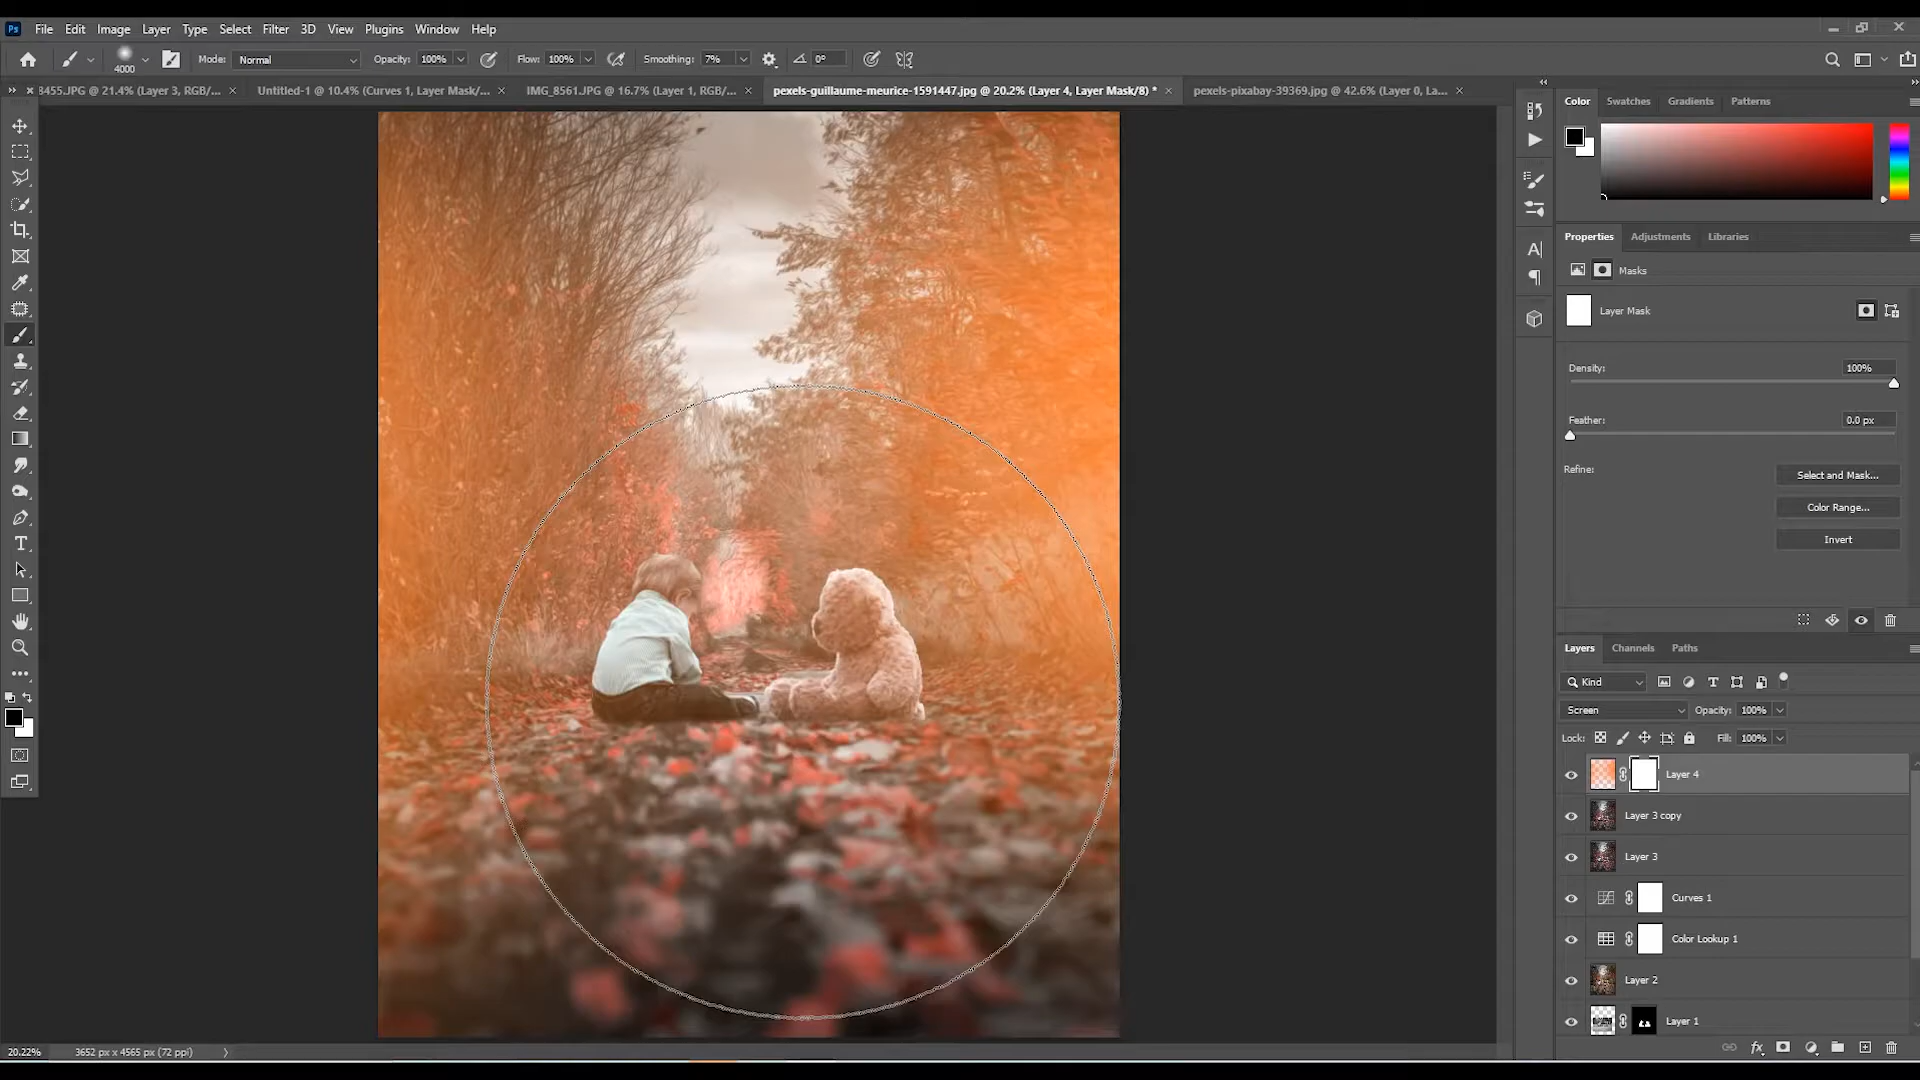 Ps File Edit Image Layer Type Select Filter 3D View Plugins Window Help
4000 Mode: Normal Opacity: 100% Flow: 100% Smoothing: 7% 0°
8455.JPG @ 21.4% (Layer 3, RGB/... Untitled-1 @ 10.4% (Curves 1, Layer Mask/... IMG_8561.JPG @ 16.7% (Layer 1, RGB/... pexels-guillaume-meurice-1591447.jpg @ 20.2% (Layer 4, Layer Mask/8) * pexels-pixabay-39369.jpg @ 42.6% (Layer 0, La...
Color Swatches Gradients Patterns
Properties Adjustments Libraries
Masks
Layer Mask
Density: 100%
Feather: 0.0 px
Refine:
Select and Mask...
Color Range...
Invert
Layers Channels Paths
Kind
Screen Opacity: 100%
Lock: Fill: 100%
Layer 4
Layer 3 copy
Layer 3
Curves 1
Color Lookup 1
Layer 2
Layer 1
20.22% 3652 px x 4565 px (72 ppi)